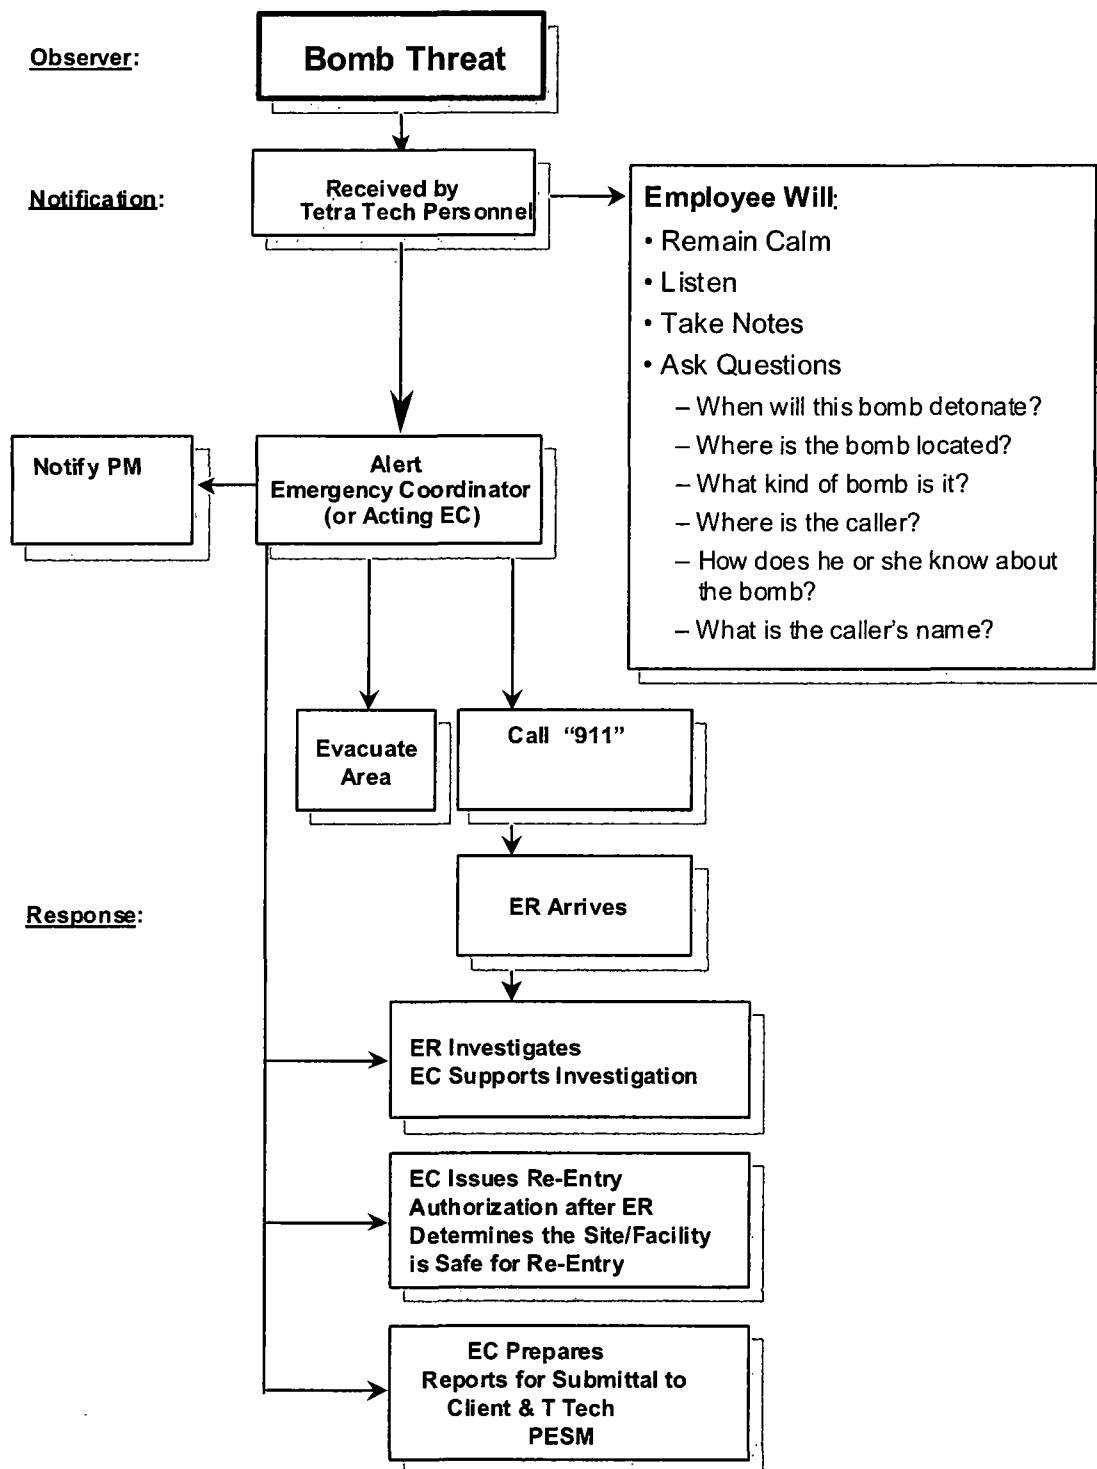 Observer:
Bomb Threat
Notification:
Received by
Tetra Tech Personnel
Employee Will:
• Remain Calm
• Listen
• Take Notes
• Ask Questions
– When will this bomb detonate?
– Where is the bomb located?
– What kind of bomb is it?
– Where is the caller?
– How does he or she know about
the bomb?
– What is the caller's name?
Notify PM
Alert
Emergency Coordinator
(or Acting EC)
Evacuate
Area
Call "911"
Response:
ER Arrives
ER Investigates
EC Supports Investigation
EC Issues Re-Entry
Authorization after ER
Determines the Site/Facility
is Safe for Re-Entry
EC Prepares
Reports for Submittal to
Client & T Tech
PESM